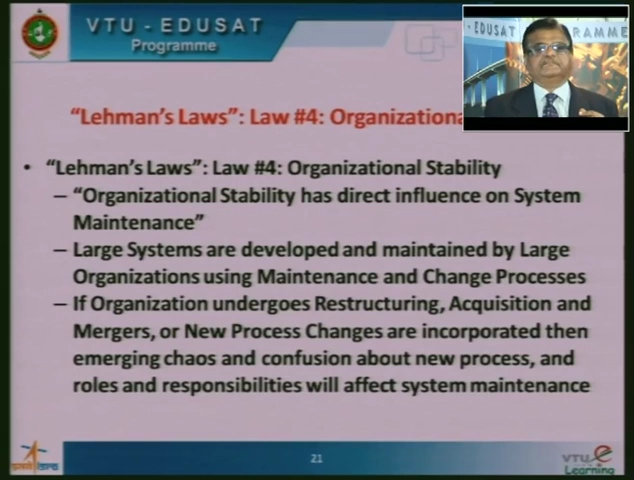 VTU - EDUSAT
Programme
- EDUSAT
RAMME
"Lehman's Laws": Law #4: Organizationa
• "Lehman's Laws": Law #4: Organizational Stability
– "Organizational Stability has direct influence on System
Maintenance"
– Large Systems are developed and maintained by Large
Organizations using Maintenance and Change Processes
– If Organization undergoes Restructuring, Acquisition and
Mergers, or New Process Changes are incorporated then
emerging chaos and confusion about new process, and
roles and responsibilities will affect system maintenance
21
VTU e
Learning